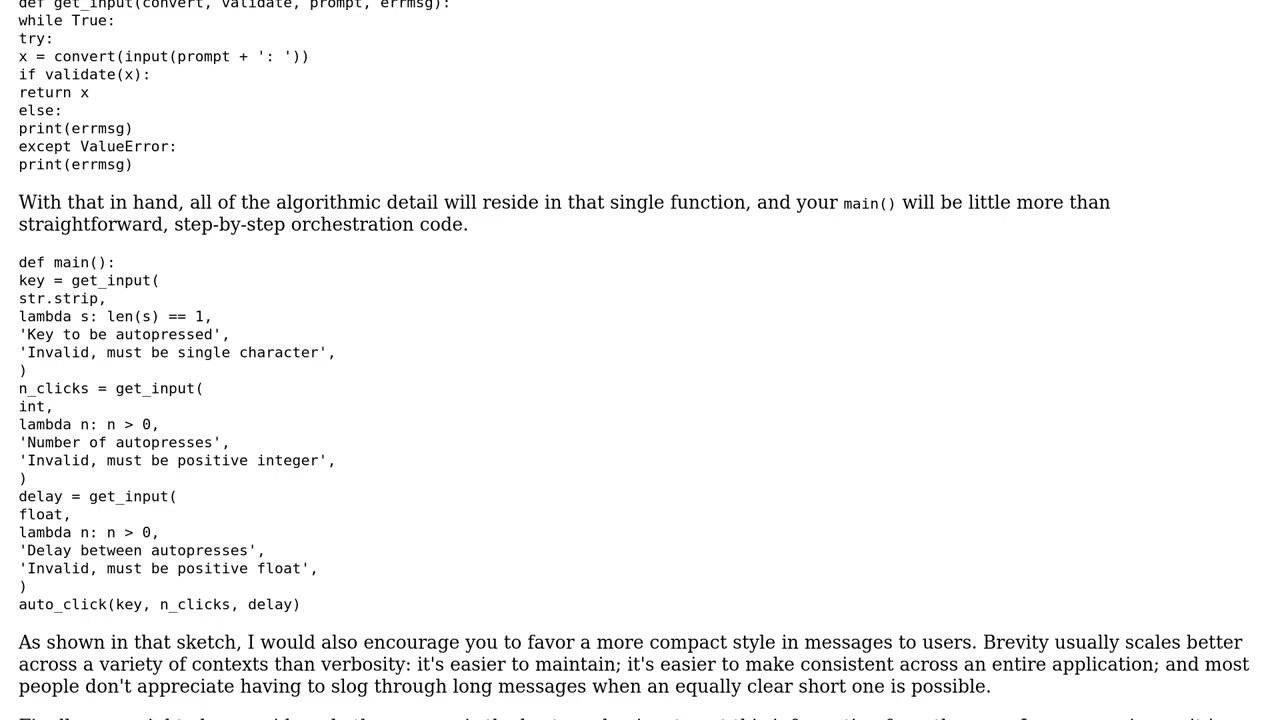 def get_input(convert, validate, prompt, errmsg):
while True:
try:
x = convert(input(prompt + ': '))
if validate(x):
return x
else:
print(errmsg)
except ValueError:
print(errmsg)
With that in hand, all of the algorithmic detail will reside in that single function, and your main() will be little more than
straightforward, step-by-step orchestration code.
def main():
key = get_input(
str.strip,
lambda s: len(s) == 1,
'Key to be autopressed',
'Invalid, must be single character',
)
n_clicks = get_input(
int,
lambda n: n > 0,
'Number of autopresses',
'Invalid, must be positive integer',
)
delay = get_input(
float,
lambda n: n > 0,
'Delay between autopresses',
'Invalid, must be positive float',
)
auto_click(key, n_clicks, delay)
As shown in that sketch, I would also encourage you to favor a more compact style in messages to users. Brevity usually scales better
across a variety of contexts than verbosity: it's easier to maintain; it's easier to make consistent across an entire application; and most
people don't appreciate having to slog through long messages when an equally clear short one is possible.